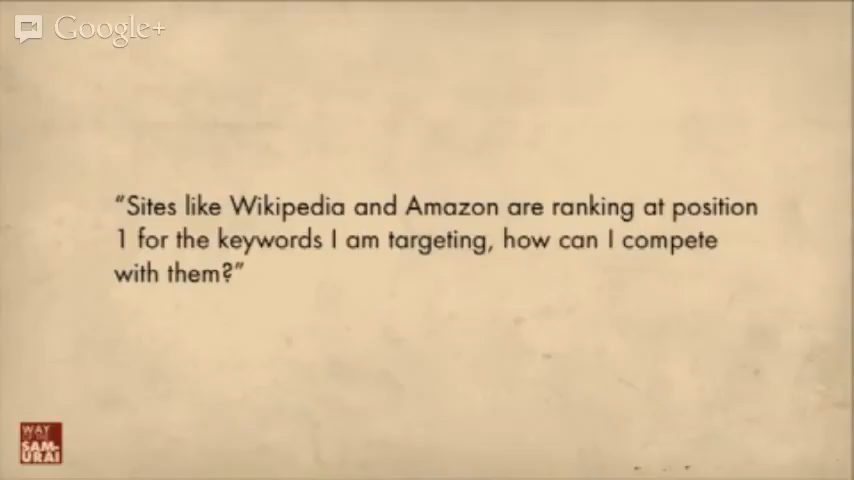 Google+
“Sites like Wikipedia and Amazon are ranking at position
1 for the keywords I am targeting, how can I compete
with them?”
WAY
OF THE
SAM-
URAI